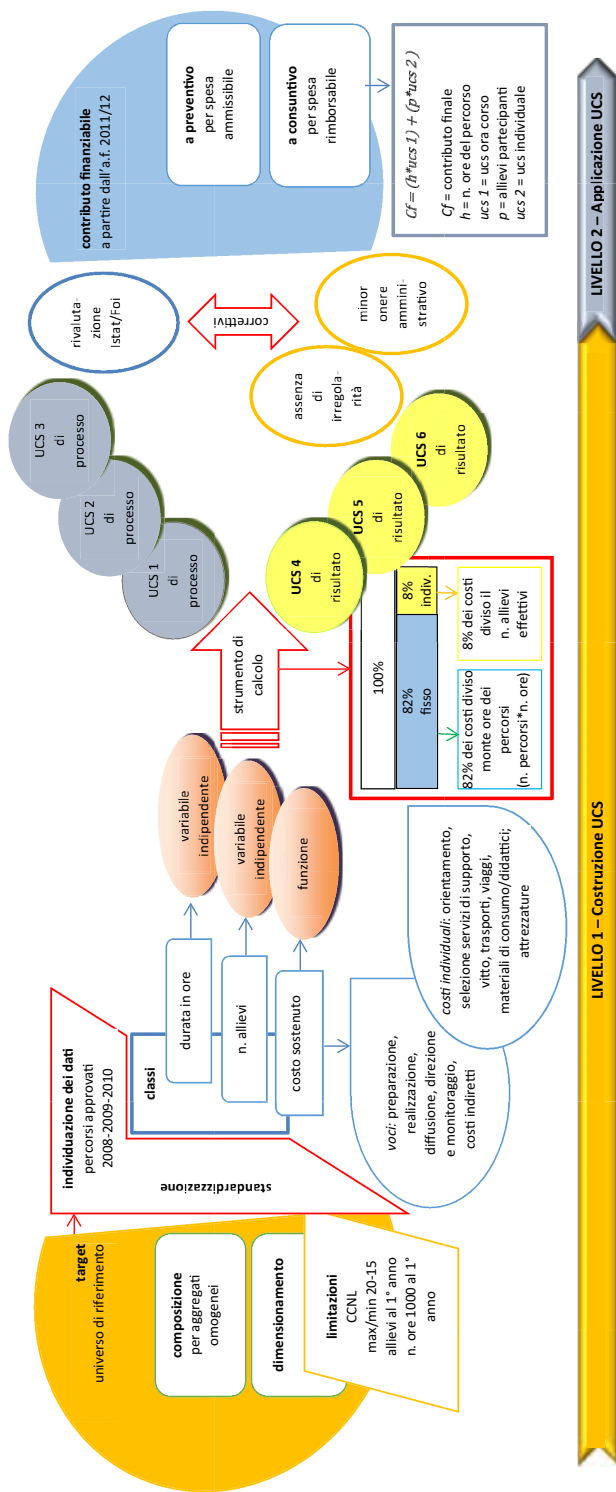 target
universo di riferimento
composizione
per aggregati
omogenei
dimensionamento
limitazioni
CCNL
max/min 20-15
allievi al 1° anno
n. ore 1000 al 1°
anno
individuazione dei dati
percorsi approvati
2008-2009-2010
standardizzazione
classi
durata in ore
n. allievi
costo sostenuto
variabile
indipendente
variabile
indipendente
funzione
voci: preparazione,
realizzazione,
diffusione, direzione
e monitoraggio,
costi indiretti
costi individuali: orientamento,
selezione servizi di supporto,
vitto, trasporti, viaggi,
materiali di consumo/didattici;
attrezzature
strumento di
calcolo
100%
82%
fisso
8%
indiv.
82% dei costi diviso
monte ore dei
percorsi
(n. percorsi*n. ore)
8% dei costi
diviso il
n. allievi
effettivi
UCS 1
di
processo
UCS 2
di
processo
UCS 3
di
processo
UCS 4
di
risultato
UCS 5
di
risultato
UCS 6
di
risultato
rivaluta-
zione
Istat/Foi
correttivi
assenza
di
irregola-
rità
minor
onere
ammini-
strativo
contributo finanziabile
a partire dall'a.f. 2011/12
a preventivo
per spesa
ammissibile
a consuntivo
per spesa
rimborsabile
Cf = (h*ucs 1) + (p*ucs 2 )
Cf = contributo finale
h = n. ore del percorso
ucs 1 = ucs ora corso
p = allievi partecipanti
ucs 2 = ucs individuale
LIVELLO 1 – Costruzione UCS
LIVELLO 2 – Applicazione UCS